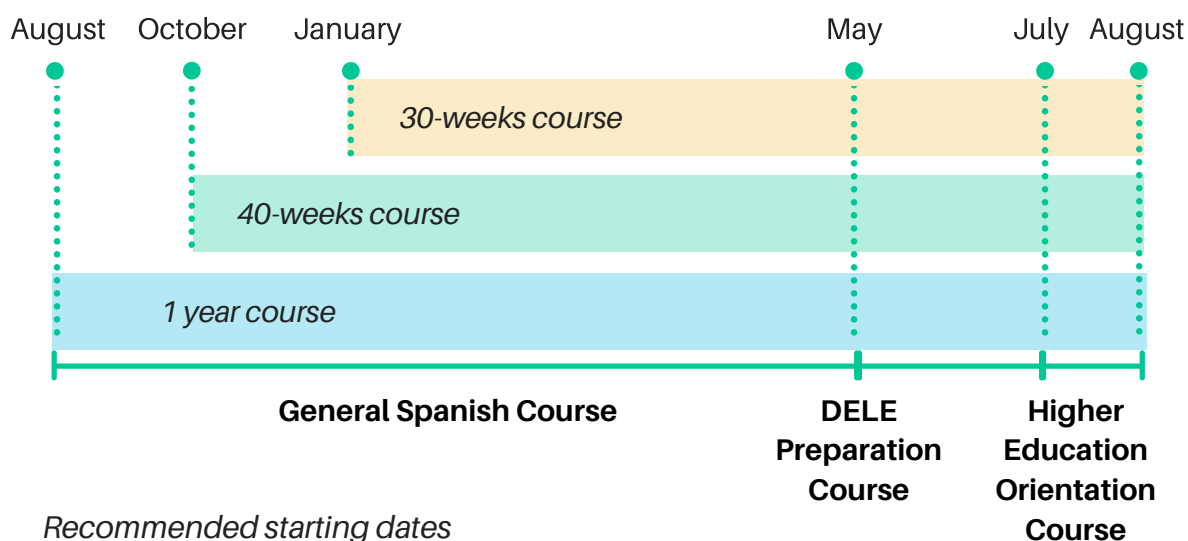 August October January May July August
30-weeks course
40-weeks course
1 year course
General Spanish Course
DELE
Preparation
Course
Higher
Education
Orientation
Course
Recommended starting dates